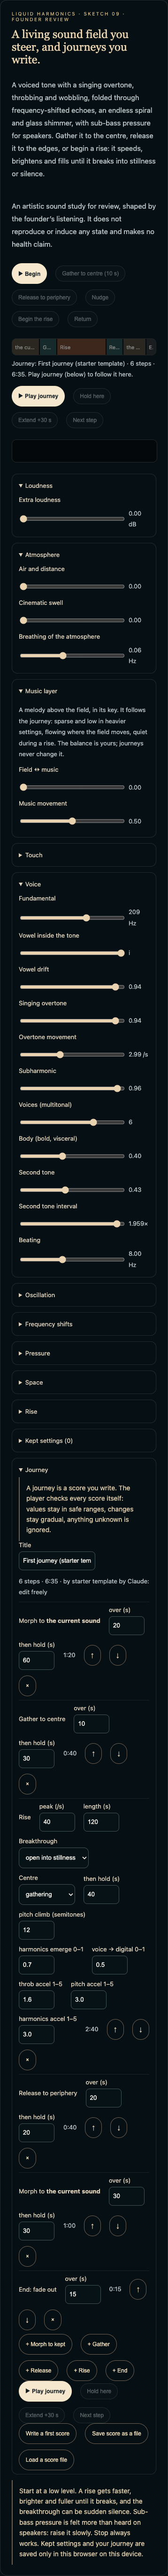 LIQUID HARMONICS · SKETCH 09 ·
FOUNDER REVIEW
A living sound field you
steer, and journeys you
write.
A voiced tone with a syringe,
throbbing and wobbling, folded through
frequency-shifted echoes, an endless spiral
and glassy shimmer, with sub-bass pressure
for speakers. Gather it to the centre, release
it to the edges, or begin a rise: it speeds,
brightens and fills until it breaks into stillness
or silence.
An artistic sound study for review, shaped by
the founder's listening. It does not
reproduce or induce any state and makes no
health claim.
▶ Begin
Gather to centre (10 s)
Release to periphery
Nudge
Begin the rise
Return
the cu…
G…
Rise
Re…
the …
E
Journey: First journey (starter template) · 6 steps ·
6:35. Play journey (below) to follow it here.
▶ Play journey
Hold here
Extend +30 s
Next step
▼ Loudness
Extra loudness
0.00
dB
▼ Atmosphere
Air and distance
0.00
Cinematic swell
0.00
Breathing of the atmosphere
0.06
Hz
▼ Music layer
A melody above the field, in its key. It follows
the journey: sparse and low in heavier
settings, flowing where the field moves, quiet
during a rise. The balance is yours; journeys
never change it.
Field ↔ music
0.00
Music movement
0.50
▶ Touch
▼ Voice
Fundamental
209
Hz
Vowel inside the tone
i
Vowel drift
0.94
Singing overtone
0.94
Overtone movement
2.99 /s
Subharmonic
0.96
Voices (multitonal)
6
Body (bold, visceral)
0.40
Second tone
0.43
Second tone interval
1.959×
Beating
8.00
Hz
▶ Oscillation
▶ Frequency shifts
▶ Pressure
▶ Space
▶ Rise
▶ Kept settings (0)
▼ Journey
A journey is a score you write. The
player checks every score itself:
values stay in safe ranges, changes
stay gradual, anything unknown is
ignored.
Title
First journey (starter tem
6 steps · 6:35 · by starter template by Claude:
edit freely
Morph to the current sound
over (s)
20
then hold (s)
60
1:20
↑
↓
×
Gather to centre
over (s)
10
then hold (s)
30
0:40
↑
↓
×
Rise
peak (/s)
40
length (s)
120
Breakthrough
open into stillness
Centre
gathering
then hold (s)
40
pitch climb (semitones)
12
harmonics emerge 0–1
0.7
voice → digital 0–1
0.5
throb accel 1–5
1.6
pitch accel 1–5
3.0
harmonics accel 1–5
3.0
2:40
↑
↓
×
Release to periphery
over (s)
20
then hold (s)
20
0:40
↑
↓
×
Morph to the current sound
over (s)
30
then hold (s)
30
1:00
↑
↓
×
End: fade out
over (s)
15
0:15
↑
↓
×
+ Morph to kept
+ Gather
+ Release
+ Rise
+ End
▶ Play journey
Hold here
Extend +30 s
Next step
Write a first score
Save score as a file
Load a score file
Start at a low level. A rise gets faster,
brighter and fuller until it breaks, and the
breakthrough can be sudden silence. Sub-
bass pressure is felt more than heard on
speakers: raise it slowly. Stop always
works. Kept settings and your journey are
saved only in this browser on this device.